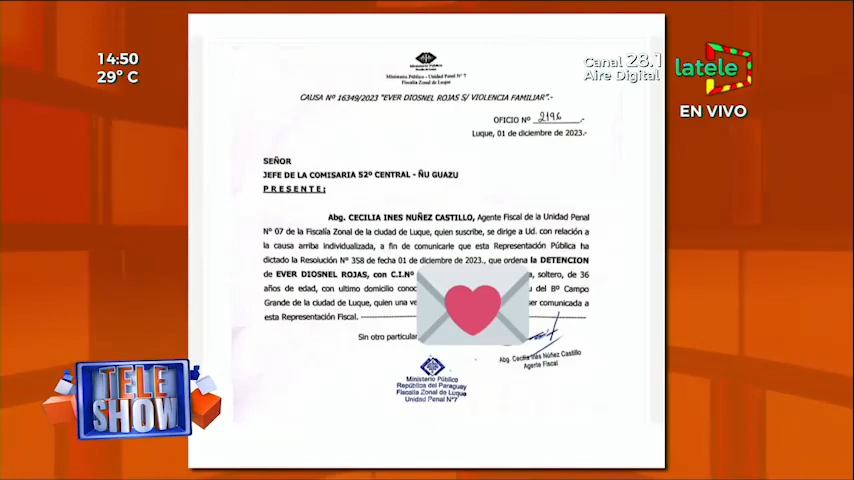 14:50
29° C
Canal 28.1
Aire Digital
latele
EN VIVO
Ministerio Público
Ministerio Público - Unidad Penal N° 7
Fiscalía Zonal de Luque
CAUSA Nº 16349/2023 "EVER DIOSNEL ROJAS S/ VIOLENCIA FAMILIAR".-
OFICIO Nº 2196.-
Luque, 01 de diciembre de 2023.-
SEÑOR
JEFE DE LA COMISARIA 52º CENTRAL - ÑU GUAZU
P R E S E N T E :
Abg. CECILIA INES NUÑEZ CASTILLO, Agente Fiscal de la Unidad Penal
N° 07 de la Fiscalía Zonal de la ciudad de Luque, quien suscribe, se dirige a Ud. con relación a
la causa arriba individualizada, a fin de comunicarle que esta Representación Pública ha
dictado la Resolución N° 358 de fecha 01 de diciembre de 2023., que ordena la DETENCION
de EVER DIOSNEL ROJAS, con C.I.Nº a, soltero, de 36
años de edad, con ultimo domicilio conoc u del Bº Campo
Grande de la ciudad de Luque, quien una ve ser comunicada a
esta Representación Fiscal.
Sin otro particular
Abg. Cecilia Inés Núñez Castillo
Agente Fiscal
Ministerio Público
República del Paraguay
Fiscalía Zonal de Luque
Unidad Penal N°7
TELE
SHOW